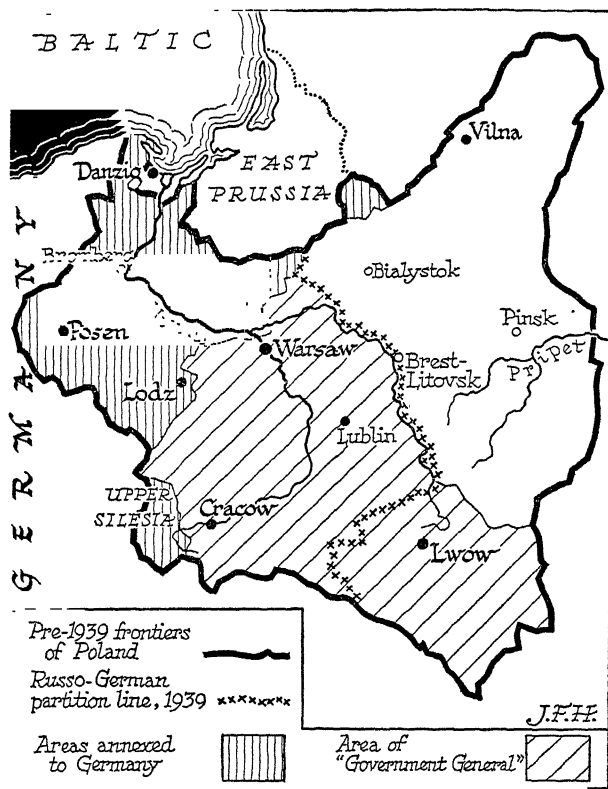 BALTIC
Vilna
Danzig
EAST
PRUSSIA
Bromberg
Bialystok
GERMANY
Posen
Pinsk
Warsaw
Pripet
Brest-
Litovsk
Lodz
Lublin
UPPER
SILESIA
Cracow
Lwow
Pre-1939 frontiers
of Poland
Russo-German
partition line, 1939
J.F.H.
Areas annexed
to Germany
Area of
"Government General"